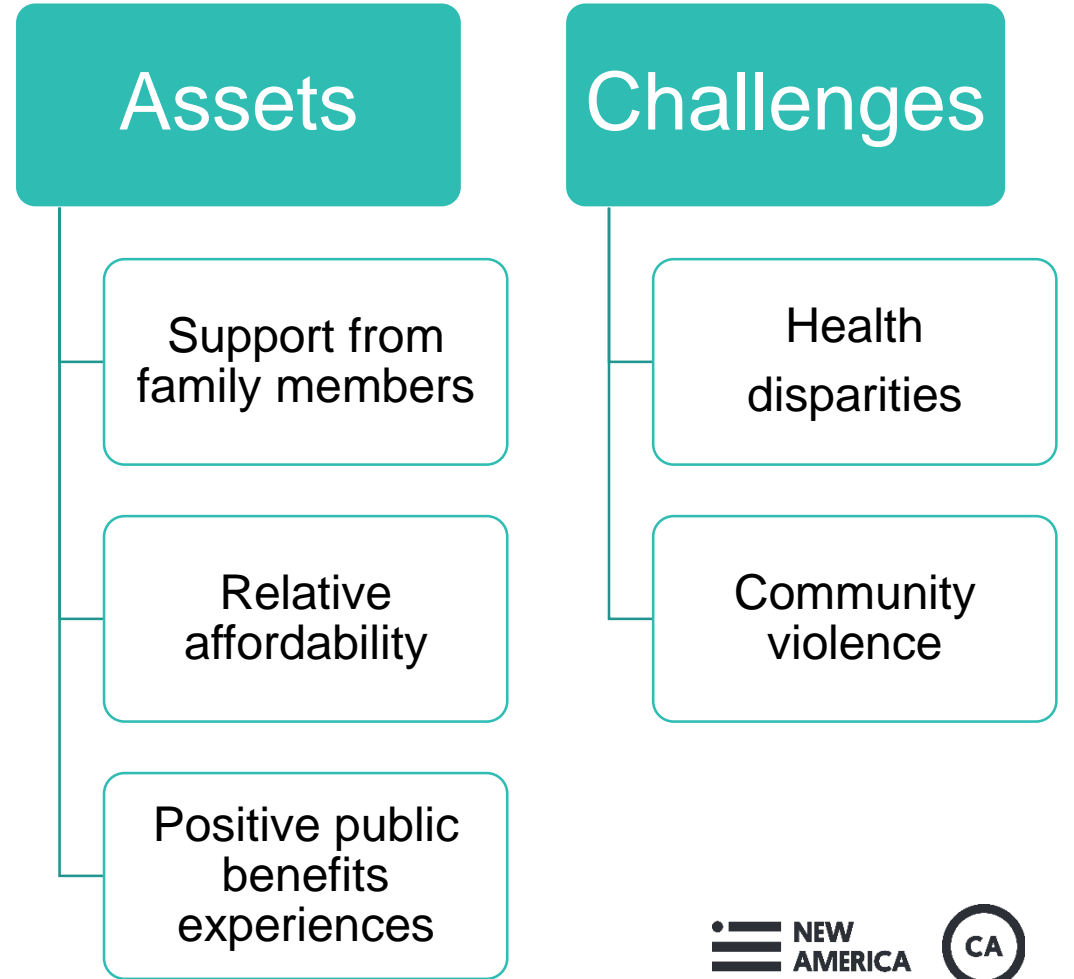 Assets
Support from
family members
Relative
affordability
Positive public
benefits
experiences
Challenges
Health
disparities
Community
violence
NEW
AMERICA
CA